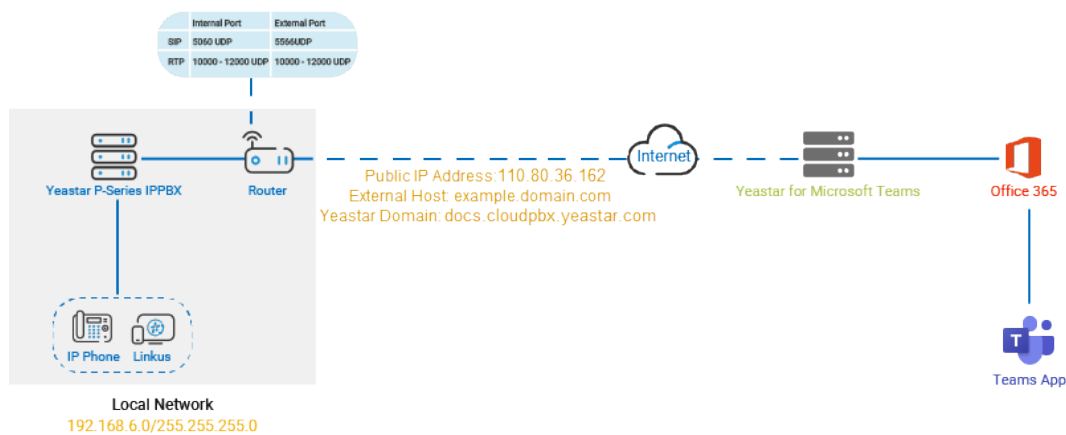 Internal Port External Port
SIP 5060 UDP 5566UDP
RTP 10000 - 12000 UDP 10000 - 12000 UDP
Internet
Yeastar P-Series IPPBX
Router
Public IP Address:110.80.36.162
External Host: example.domain.com
Yeastar Domain: docs.cloudpbx.yeastar.com
Yeastar for Microsoft Teams
Office 365
IP Phone Linkus
T
Teams App
Local Network
192.168.6.0/255.255.255.0